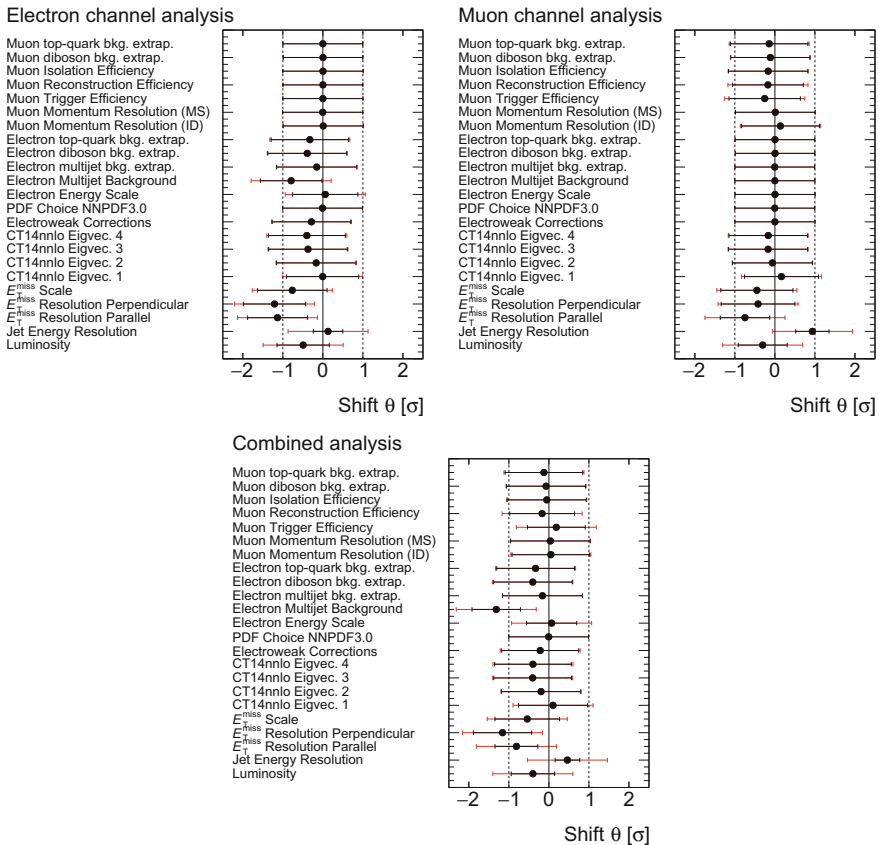 Electron channel analysis
Muon top-quark bkg. extrap.
Muon diboson bkg. extrap.
Muon Isolation Efficiency
Muon Reconstruction Efficiency
Muon Trigger Efficiency
Muon Momentum Resolution (MS)
Muon Momentum Resolution (ID)
Electron top-quark bkg. extrap.
Electron diboson bkg. extrap.
Electron multijet bkg. extrap.
Electron Multijet Background
Electron Energy Scale
PDF Choice NNPDF3.0
Electroweak Corrections
CT14nnlo Eigvec. 4
CT14nnlo Eigvec. 3
CT14nnlo Eigvec. 2
CT14nnlo Eigvec. 1
E_T^miss Scale
E_T^miss Resolution Perpendicular
E_T^miss Resolution Parallel
Jet Energy Resolution
Luminosity
−2 −1 0 1 2
Shift θ [σ]
Muon channel analysis
Muon top-quark bkg. extrap.
Muon diboson bkg. extrap.
Muon Isolation Efficiency
Muon Reconstruction Efficiency
Muon Trigger Efficiency
Muon Momentum Resolution (MS)
Muon Momentum Resolution (ID)
Electron top-quark bkg. extrap.
Electron diboson bkg. extrap.
Electron multijet bkg. extrap.
Electron Multijet Background
Electron Energy Scale
PDF Choice NNPDF3.0
Electroweak Corrections
CT14nnlo Eigvec. 4
CT14nnlo Eigvec. 3
CT14nnlo Eigvec. 2
CT14nnlo Eigvec. 1
E_T^miss Scale
E_T^miss Resolution Perpendicular
E_T^miss Resolution Parallel
Jet Energy Resolution
Luminosity
−2 −1 0 1 2
Shift θ [σ]
Combined analysis
Muon top-quark bkg. extrap.
Muon diboson bkg. extrap.
Muon Isolation Efficiency
Muon Reconstruction Efficiency
Muon Trigger Efficiency
Muon Momentum Resolution (MS)
Muon Momentum Resolution (ID)
Electron top-quark bkg. extrap.
Electron diboson bkg. extrap.
Electron multijet bkg. extrap.
Electron Multijet Background
Electron Energy Scale
PDF Choice NNPDF3.0
Electroweak Corrections
CT14nnlo Eigvec. 4
CT14nnlo Eigvec. 3
CT14nnlo Eigvec. 2
CT14nnlo Eigvec. 1
E_T^miss Scale
E_T^miss Resolution Perpendicular
E_T^miss Resolution Parallel
Jet Energy Resolution
Luminosity
−2 −1 0 1 2
Shift θ [σ]